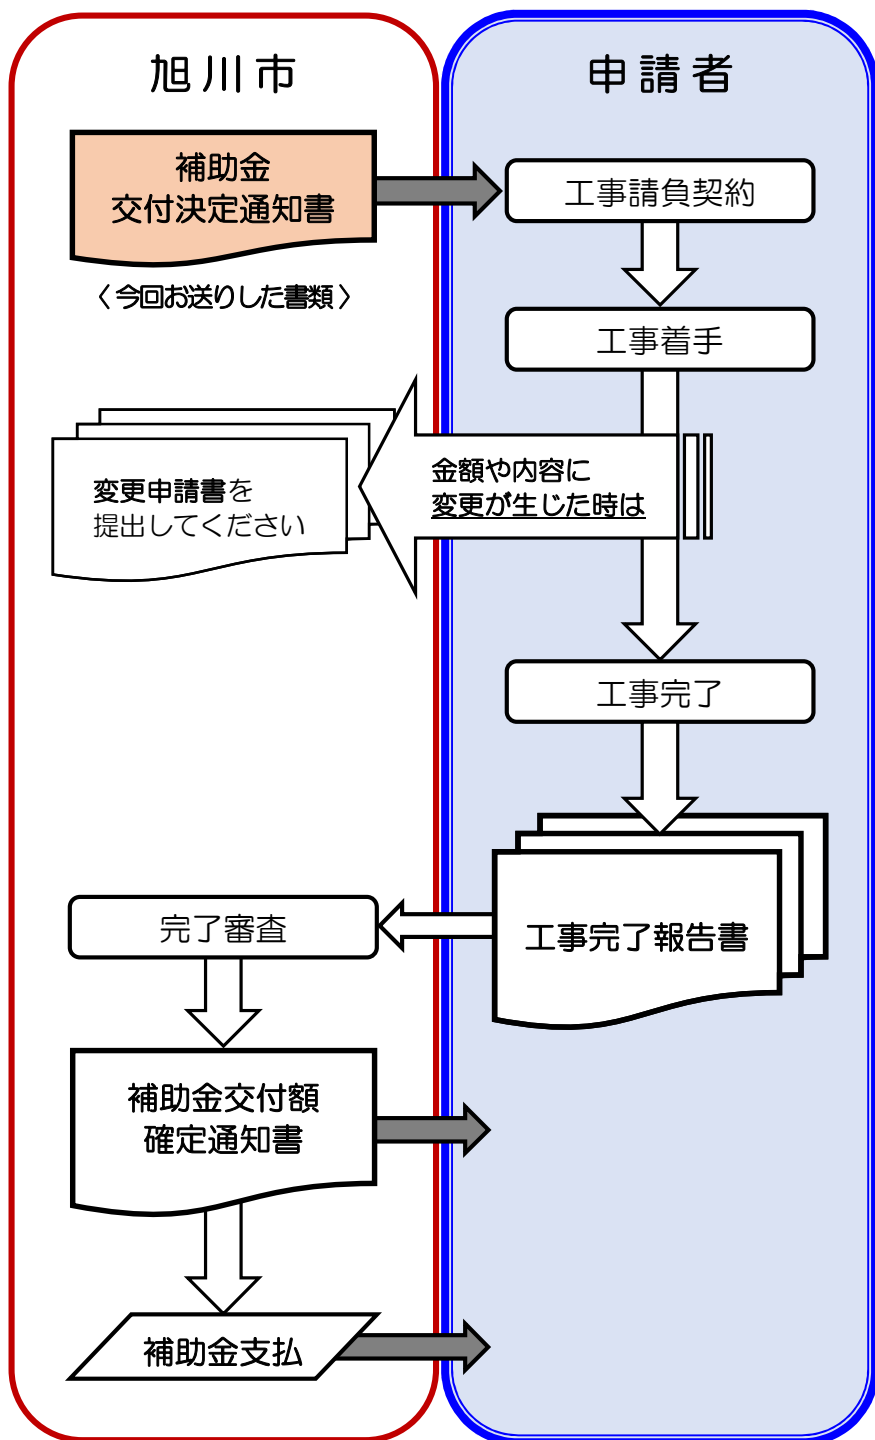 旭川市
申請者
補助金
交付決定通知書
〈今回お送りした書類〉
工事請負契約
工事着手
金額や内容に
変更が生じた時は
変更申請書を
提出してください
工事完了
工事完了報告書
完了審査
補助金交付額
確定通知書
補助金支払